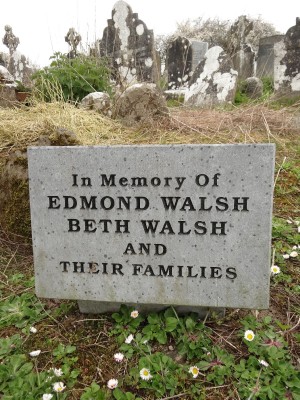 In Memory Of
EDMOND WALSH
BETH WALSH
AND
THEIR FAMILIES